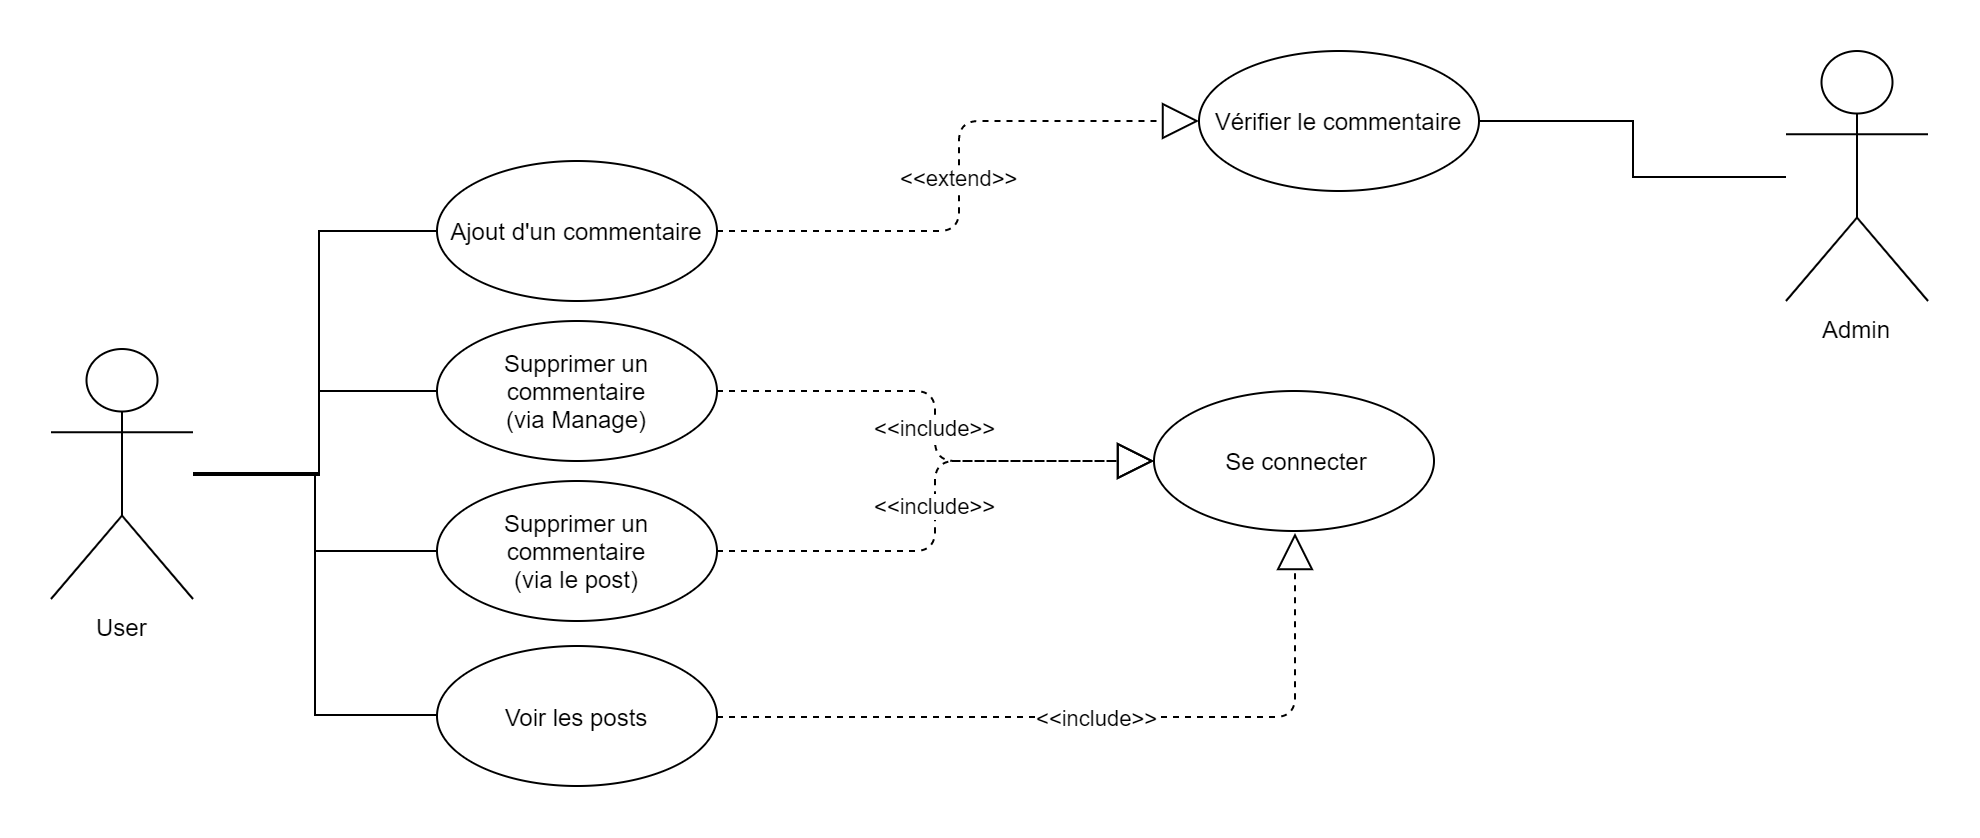 Vérifier le commentaire
<<extend>>
Ajout d'un commentaire
Admin
Supprimer un
commentaire
(via Manage)
<<include>>
Se connecter
<<include>>
Supprimer un
commentaire
(via le post)
User
Voir les posts
<<include>>